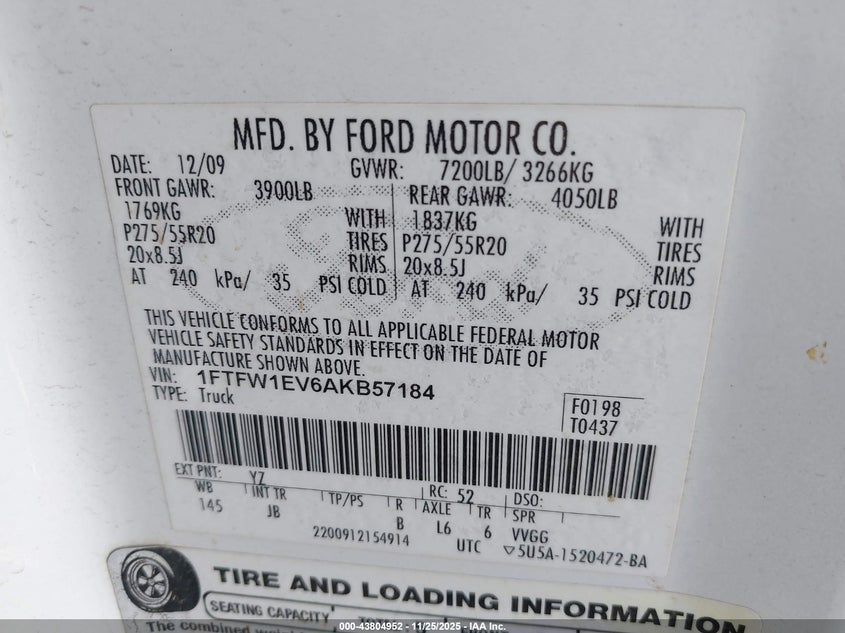 MFD. BY FORD MOTOR CO.
DATE: 12/09 GVWR: 7200LB/ 3266KG
FRONT GAWR: 3900LB REAR GAWR: 4050LB
1769KG WITH 1837KG WITH
P275/55R20 TIRES P275/55R20 TIRES
20x8.5J RIMS 20x8.5J RIMS
AT 240 kPa/ 35 PSI COLD AT 240 kPa/ 35 PSI COLD
THIS VEHICLE CONFORMS TO ALL APPLICABLE FEDERAL MOTOR
VEHICLE SAFETY STANDARDS IN EFFECT ON THE DATE OF
MANUFACTURE SHOWN ABOVE.
VIN: 1FTFW1EV6AKB57184
TYPE: Truck
F0198
T0437
EXT PNT: YZ RC: 52 DSO:
WB INT TR TP/PS R AXLE TR SPR
145 JB B L6 6 VVGG
2200912154914 UTC ▽5U5A-1520472-BA
TIRE AND LOADING INFORMATION
SEATING CAPACITY
The combined
000-43804952 - 11/25/2025 - IAA Inc.